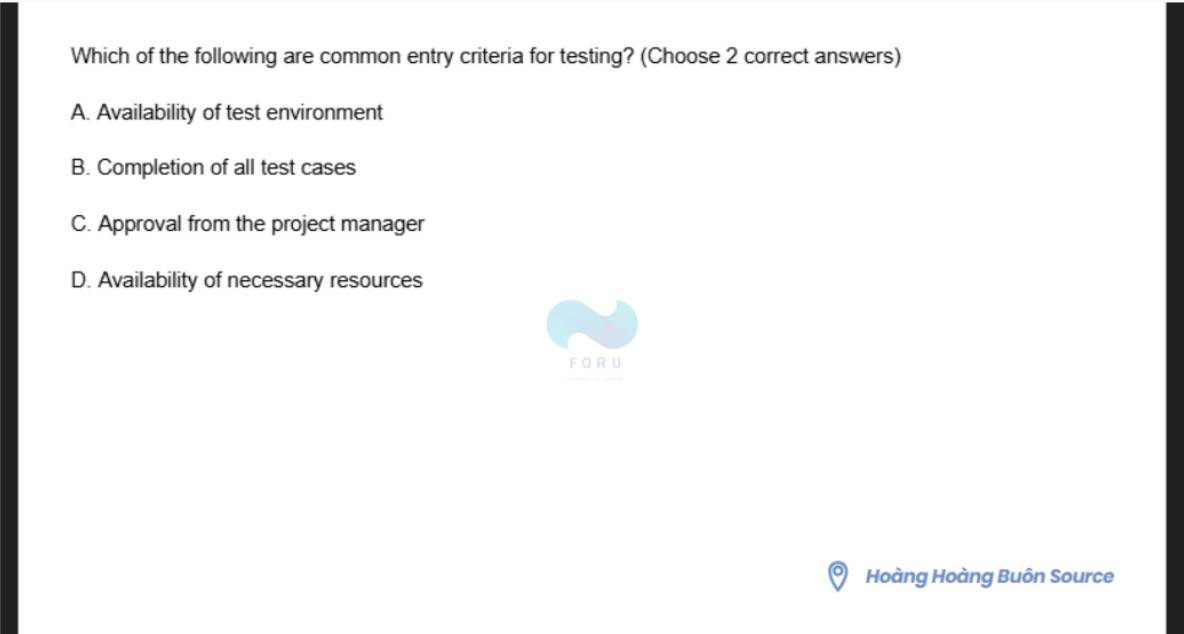 Which of the following are common entry criteria for testing? (Choose 2 correct answers)
A. Availability of test environment
B. Completion of all test cases
C. Approval from the project manager
D. Availability of necessary resources
FORU
Hoàng Hoàng Buôn Source